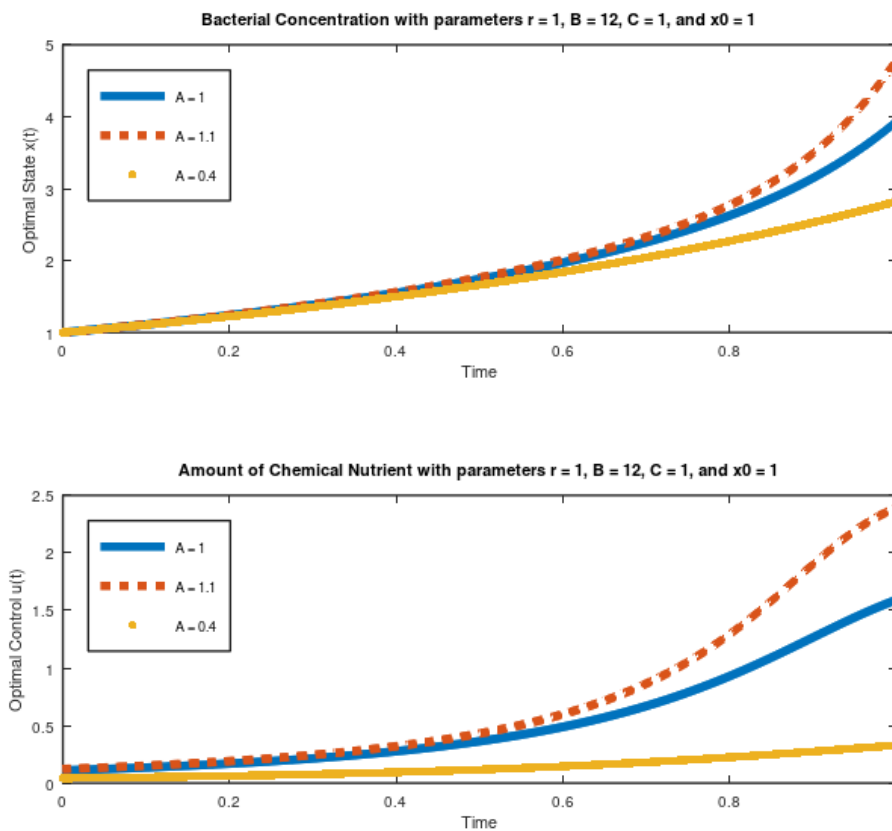 Bacterial Concentration with parameters r = 1, B = 12, C = 1, and x0 = 1
5
4
3
2
1
Optimal State x(t)
A = 1
A = 1.1
A = 0.4
0
0.2
0.4
0.6
0.8
Time
Amount of Chemical Nutrient with parameters r = 1, B = 12, C = 1, and x0 = 1
2.5
2
1.5
1
0.5
0
Optimal Control u(t)
A = 1
A = 1.1
A = 0.4
0
0.2
0.4
0.6
0.8
Time